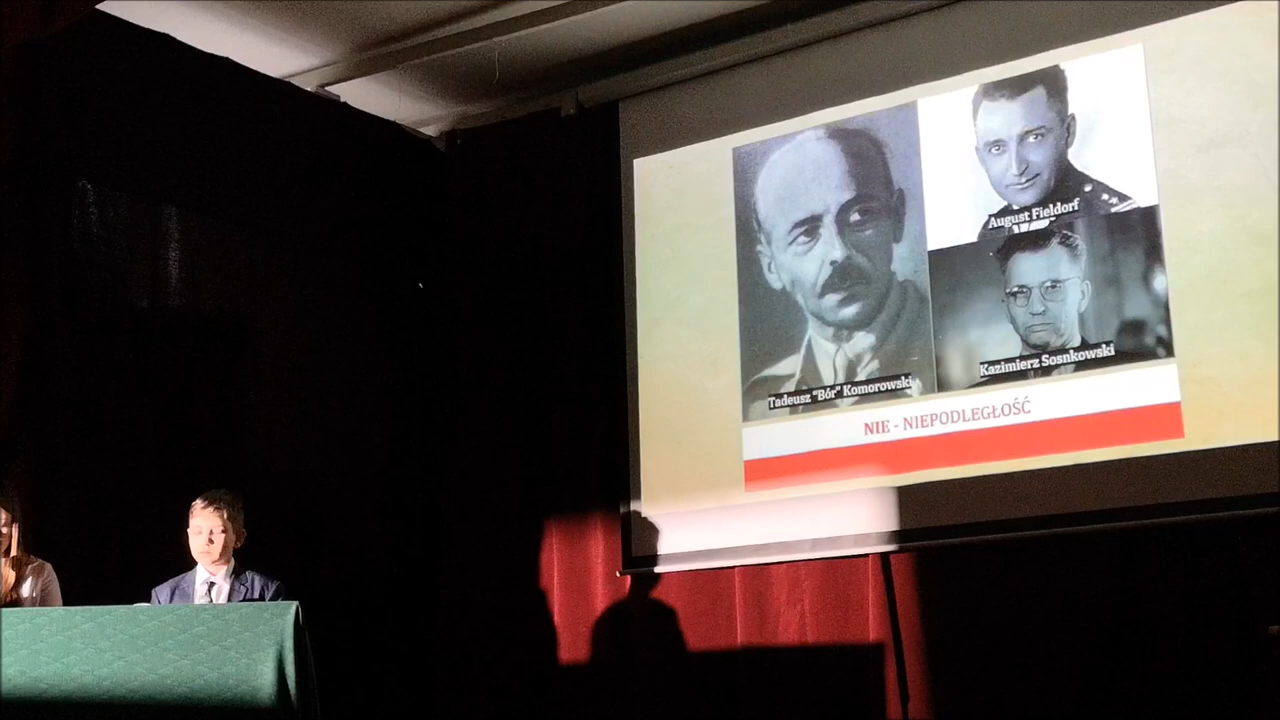 August Fieldorf
Kazimierz Sosnkowski
Tadeusz "Bór" Komorowski
NIE - NIEPODLEGŁOŚĆ